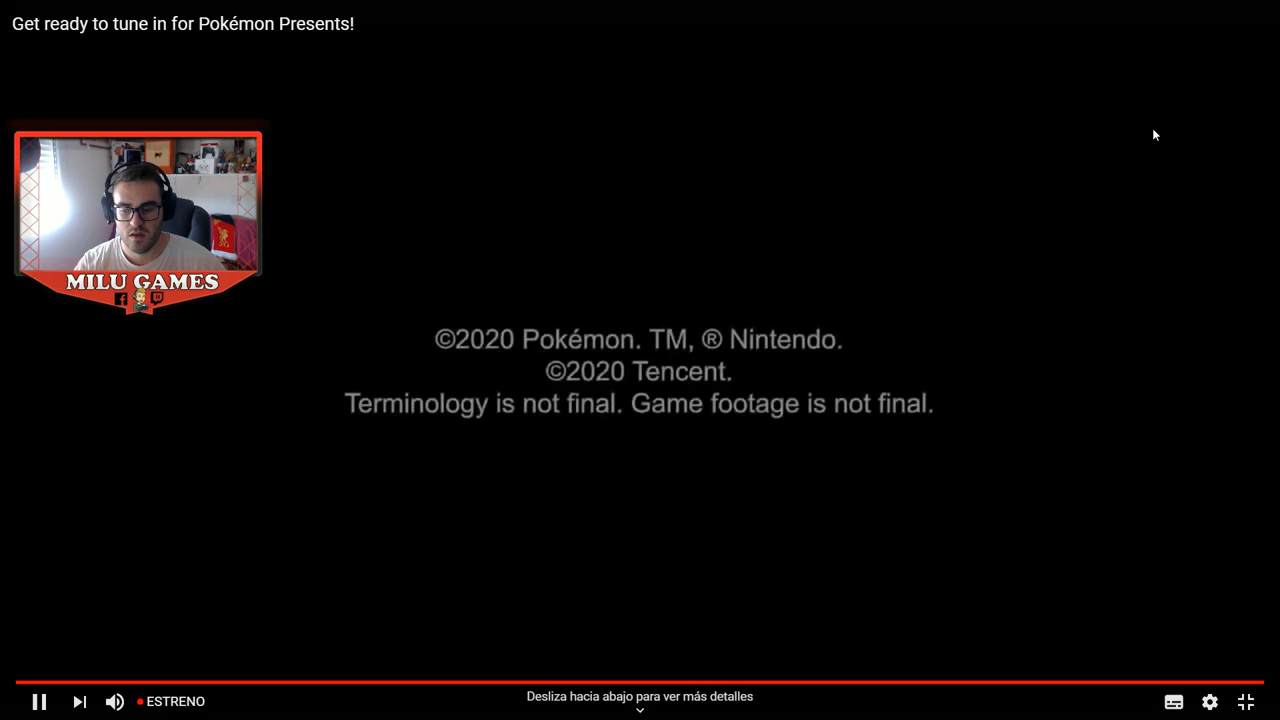 Get ready to tune in for Pokémon Presents!
MILU GAMES
©2020 Pokémon. TM, ® Nintendo.
©2020 Tencent.
Terminology is not final. Game footage is not final.
ESTRENO
Desliza hacia abajo para ver más detalles